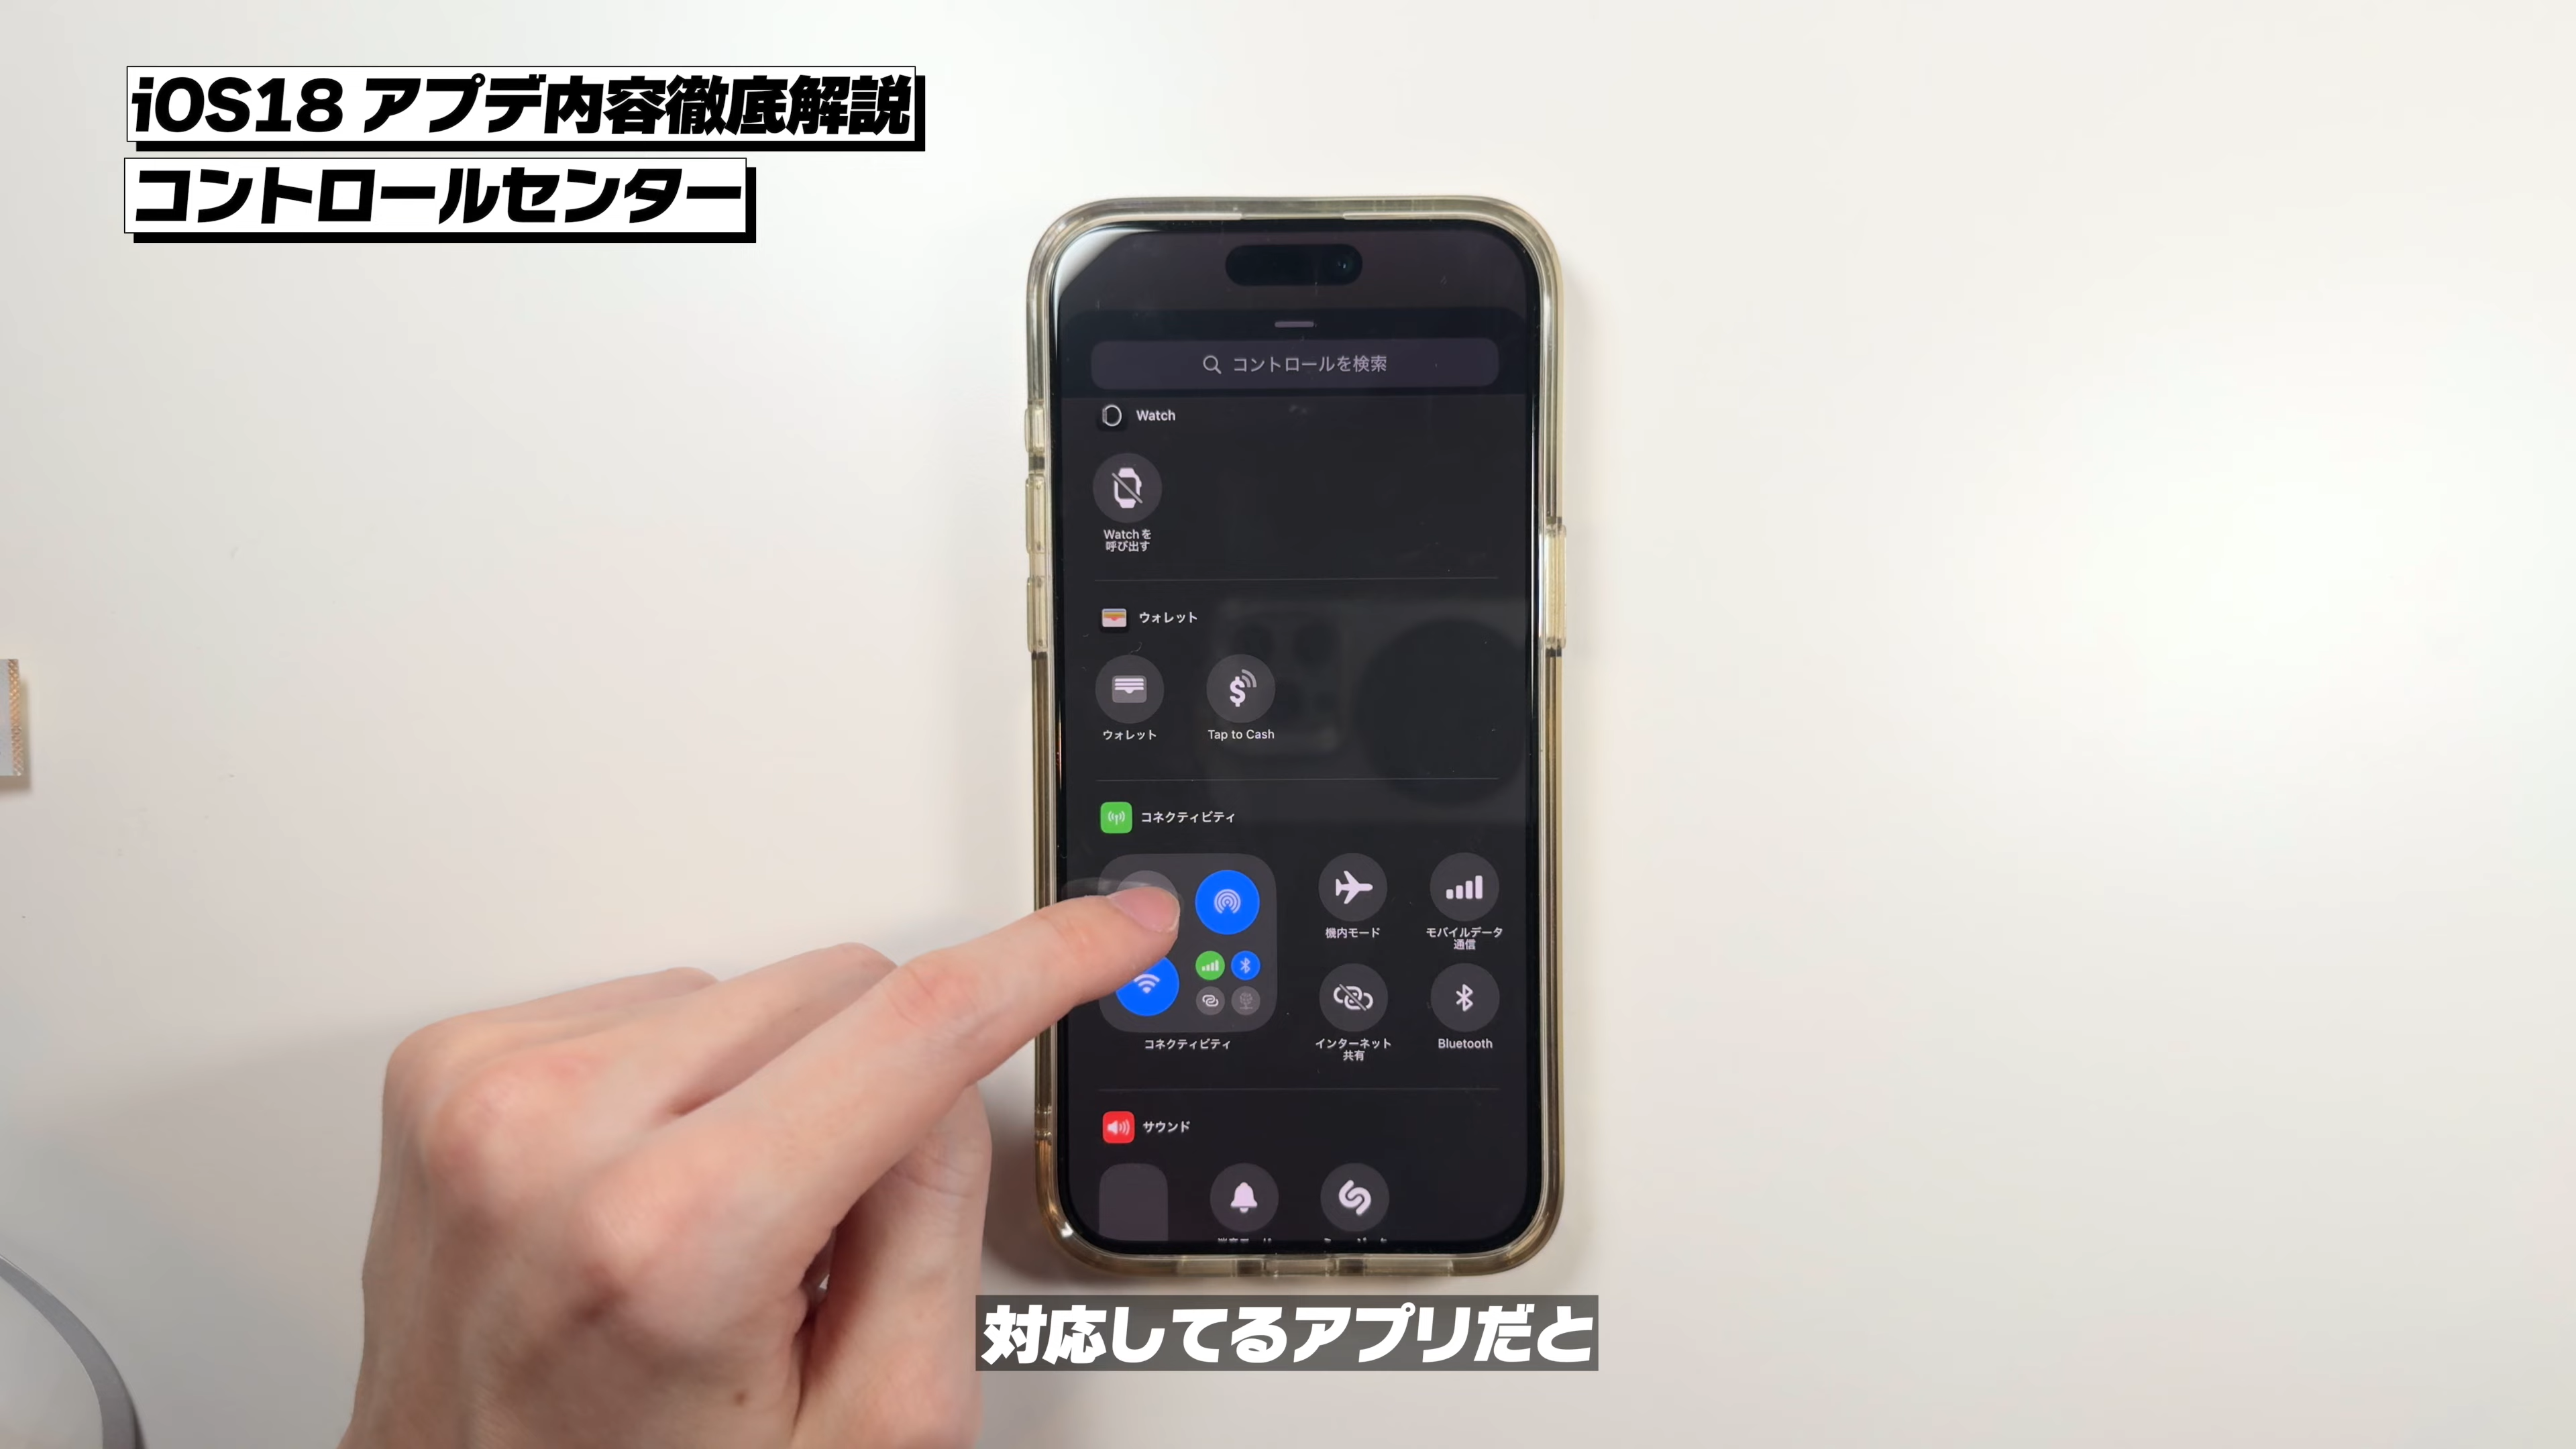 iOS18 アプデ内容徹底解説
コントロールセンター
コントロールを検索
Watch
Watchを
呼び出す
ウォレット
ウォレット
Tap to Cash
コネクティビティ
機内モード
モバイルデータ
通信
コネクティビティ
インターネット
共有
Bluetooth
サウンド
対応してるアプリだと